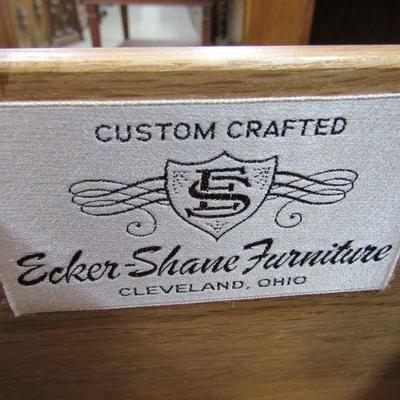 CUSTOM CRAFTED
ES
Ecker-Shane Furniture
CLEVELAND, OHIO